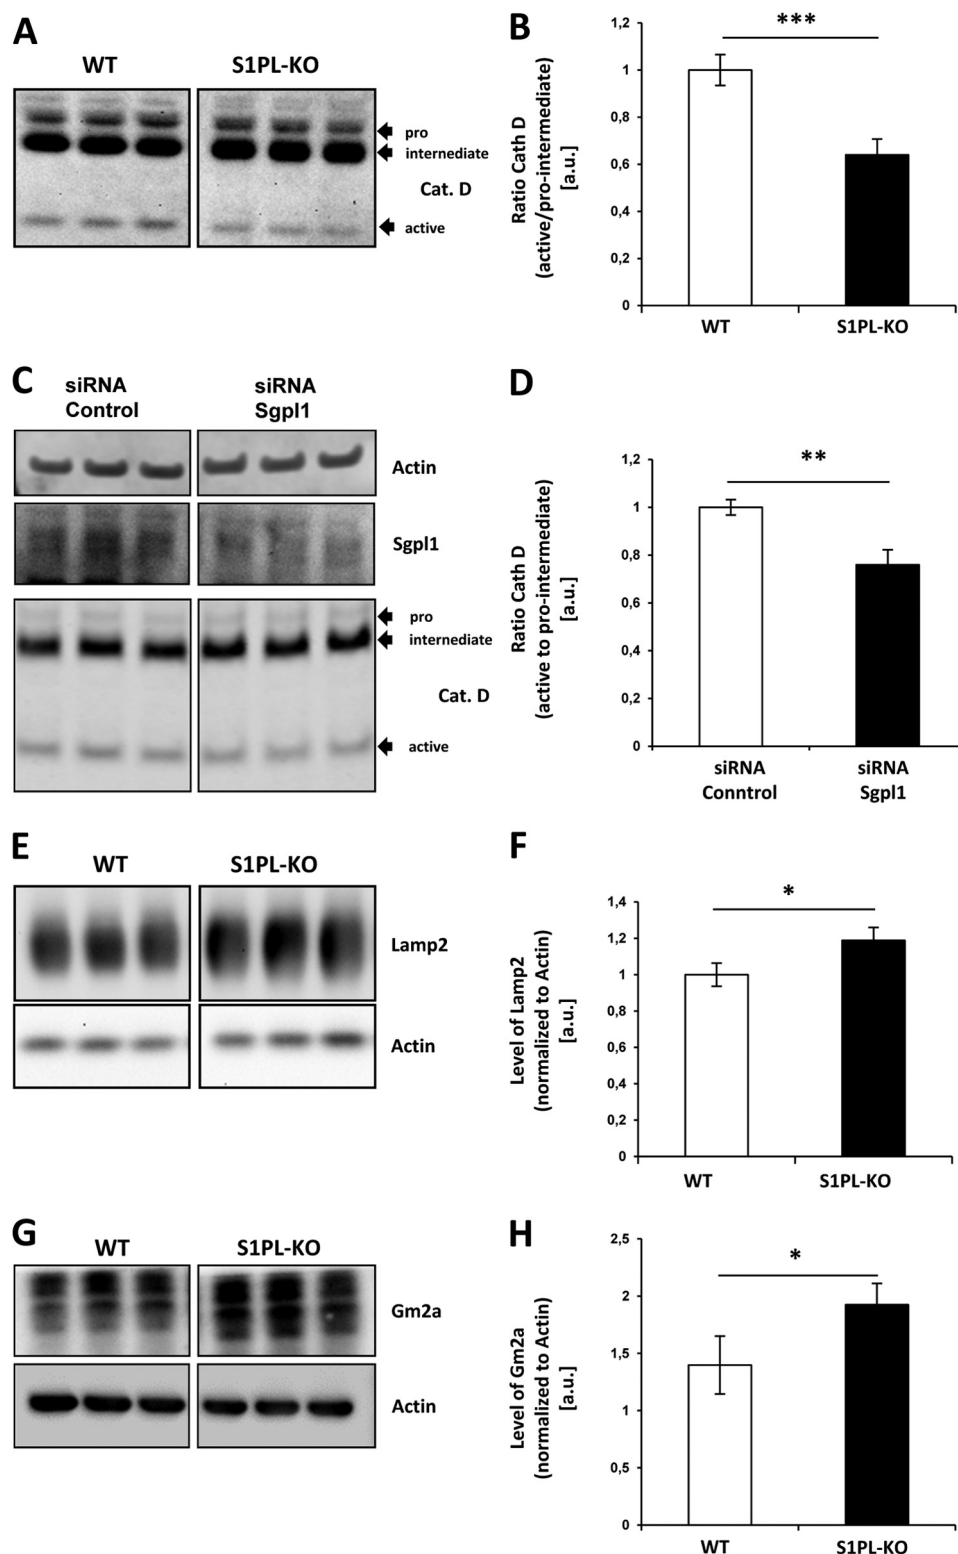 A
WT
S1PL-KO
pro
internediate
Cat. D
active
B
***
1,2
1
0,8
0,6
0,4
0,2
0
Ratio Cath D
(active/pro-intermediate)
[a.u.]
WT
S1PL-KO
C
siRNA
Control
siRNA
Sgpl1
Actin
Sgpl1
pro
internediate
Cat. D
active
D
**
1,2
1
0,8
0,6
0,4
0,2
0
Ratio Cath D
(active to pro-intermediate)
[a.u.]
siRNA
Conntrol
siRNA
Sgpl1
E
WT
S1PL-KO
Lamp2
Actin
F
*
1,4
1,2
1
0,8
0,6
0,4
0,2
0
Level of Lamp2
(normalized to Actin)
[a.u.]
WT
S1PL-KO
G
WT
S1PL-KO
Gm2a
Actin
H
*
2,5
2
1,5
1
0,5
0
Level of Gm2a
(normalized to Actin)
[a.u.]
WT
S1PL-KO